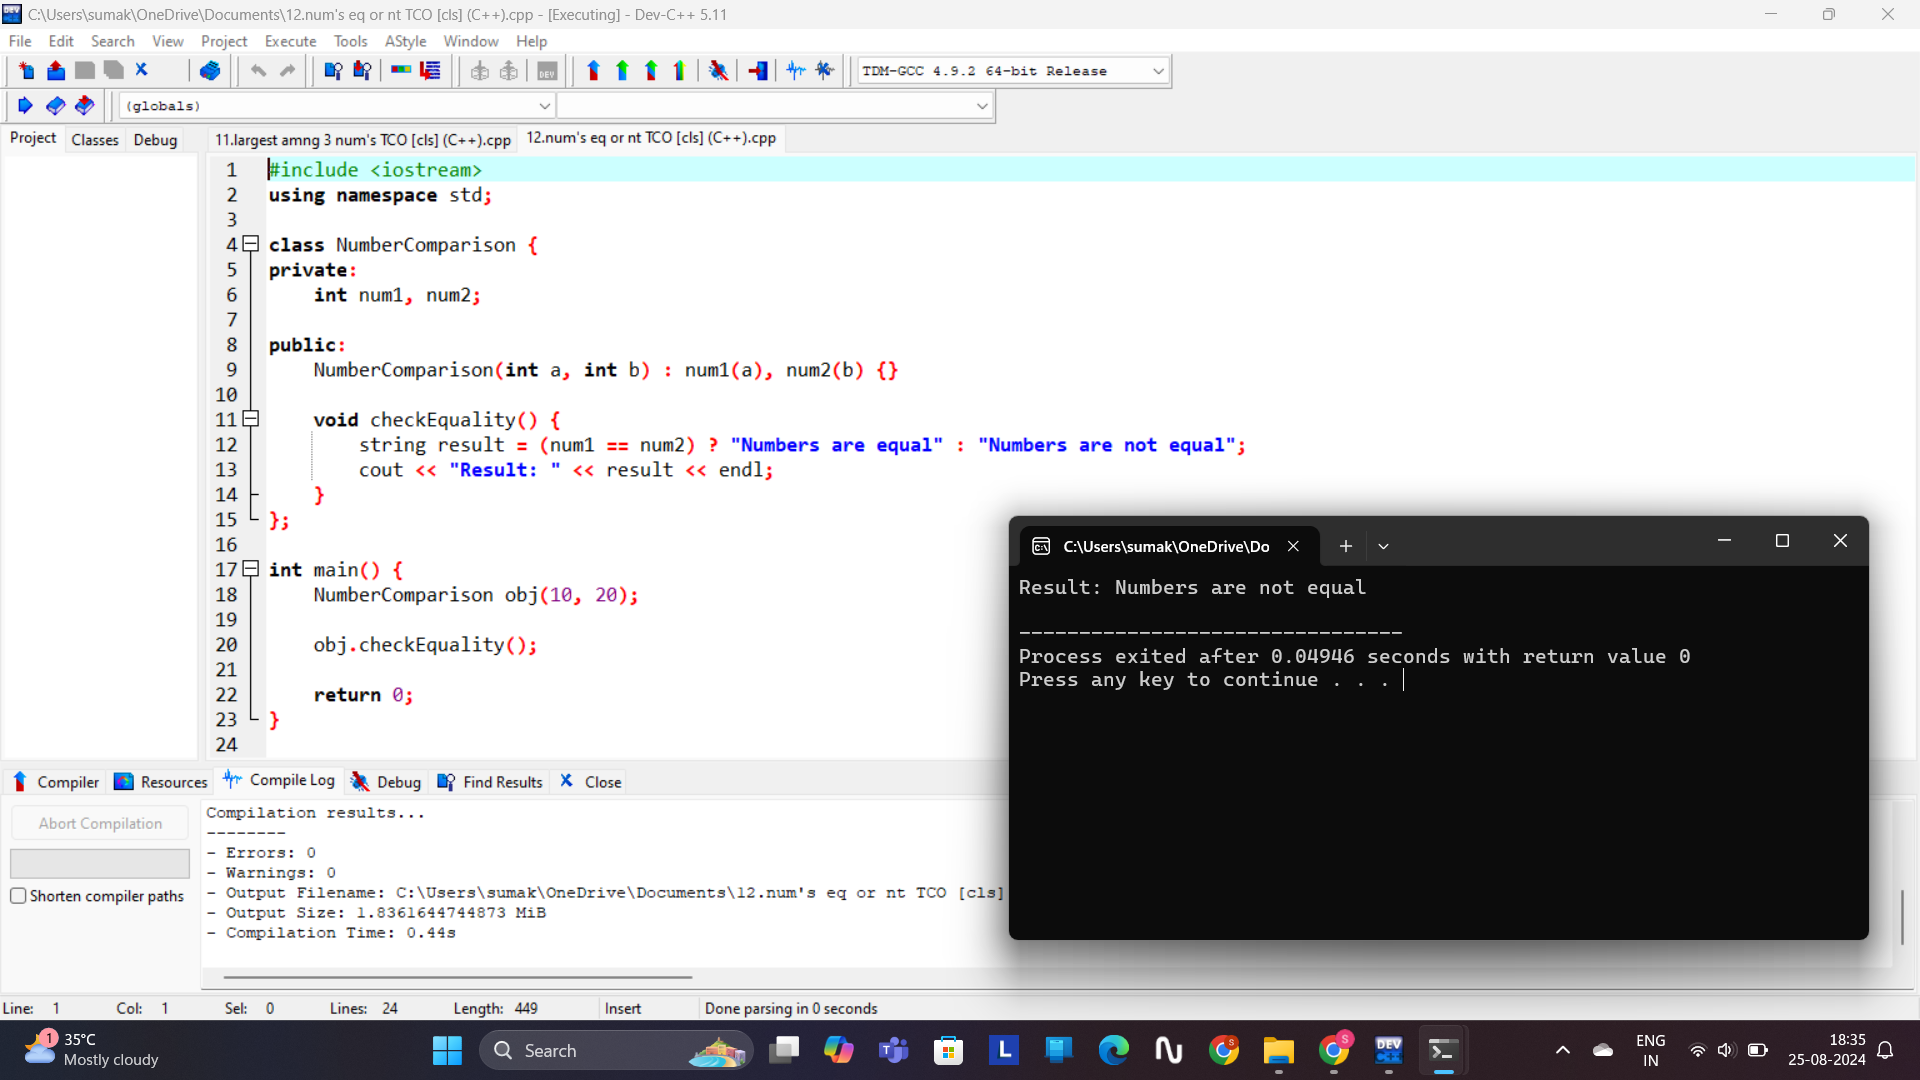 C:\Users\sumak\OneDrive\Documents\12.num's eq or nt TCO [cls] (C++).cpp - [Executing] - Dev-C++ 5.11
File Edit Search View Project Execute Tools AStyle Window Help
TDM-GCC 4.9.2 64-bit Release
(globals)
Project Classes Debug
11.largest amng 3 num's TCO [cls] (C++).cpp 12.num's eq or nt TCO [cls] (C++).cpp
1 #include <iostream>
2 using namespace std;
3
4 class NumberComparison {
5 private:
6     int num1, num2;
7
8 public:
9     NumberComparison(int a, int b) : num1(a), num2(b) {}
10
11     void checkEquality() {
12         string result = (num1 == num2) ? "Numbers are equal" : "Numbers are not equal";
13         cout << "Result: " << result << endl;
14     }
15 };
16
17 int main() {
18     NumberComparison obj(10, 20);
19
20     obj.checkEquality();
21
22     return 0;
23 }
24
C:\Users\sumak\OneDrive\Do
Result: Numbers are not equal
--------------------------------
Process exited after 0.04946 seconds with return value 0
Press any key to continue . . .
Compiler Resources Compile Log Debug Find Results Close
Abort Compilation
Shorten compiler paths
Compilation results...
--------
- Errors: 0
- Warnings: 0
- Output Filename: C:\Users\sumak\OneDrive\Documents\12.num's eq or nt TCO [cls]
- Output Size: 1.8361644744873 MiB
- Compilation Time: 0.44s
Line: 1 Col: 1 Sel: 0 Lines: 24 Length: 449 Insert Done parsing in 0 seconds
1
35°C
Mostly cloudy
Search
ENG
IN
18:35
25-08-2024